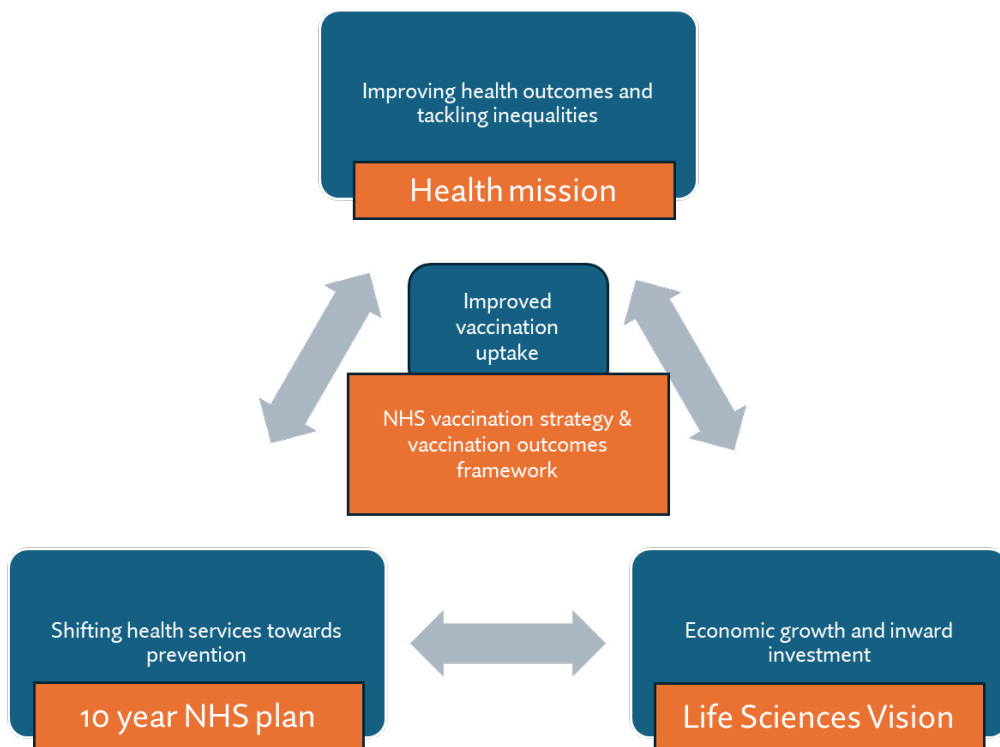 Improving health outcomes and
tackling inequalities
Health mission
Improved
vaccination
uptake
NHS vaccination strategy &
vaccination outcomes
framework
Shifting health services towards
prevention
10 year NHS plan
Economic growth and inward
investment
Life Sciences Vision